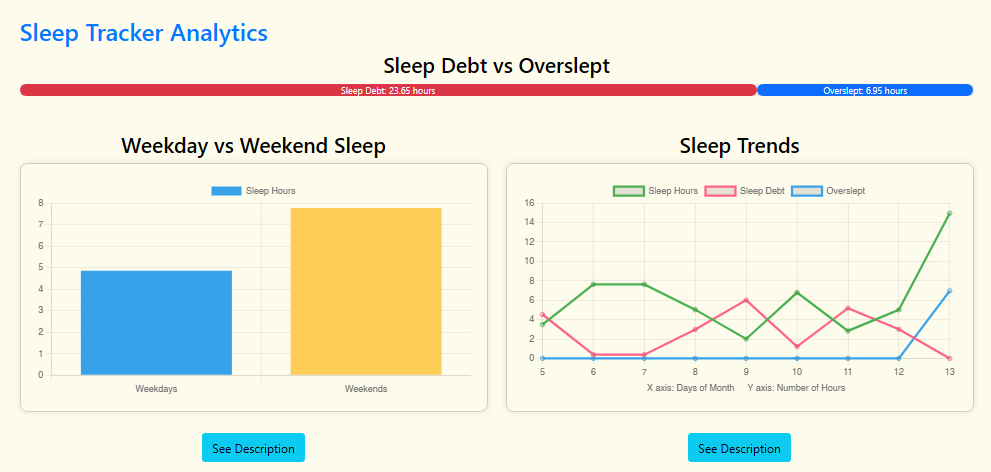 Sleep Tracker Analytics
Sleep Debt vs Overslept
Sleep Debt: 23.65 hours Overslept: 6.95 hours
Weekday vs Weekend Sleep
Sleep Hours
8
7
6
5
4
3
2
1
0
Weekdays Weekends
See Description
Sleep Trends
Sleep Hours Sleep Debt Overslept
16
14
12
10
8
6
4
2
0
5 6 7 8 9 10 11 12 13
X axis: Days of Month Y axis: Number of Hours
See Description